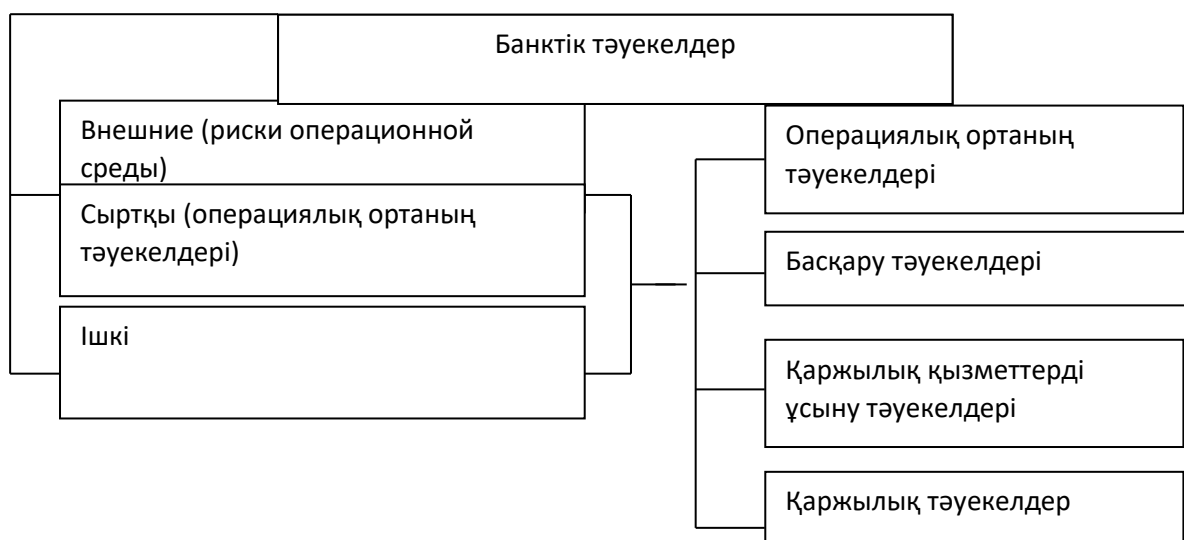 Банктік тәуекелдер
Внешние (риски операционной
среды)
Сыртқы (операциялық ортаның
тәуекелдері)
Ішкі
Операциялық ортаның
тәуекелдері
Басқару тәуекелдері
Қаржылық қызметтерді
ұсыну тәуекелдері
Қаржылық тәуекелдер